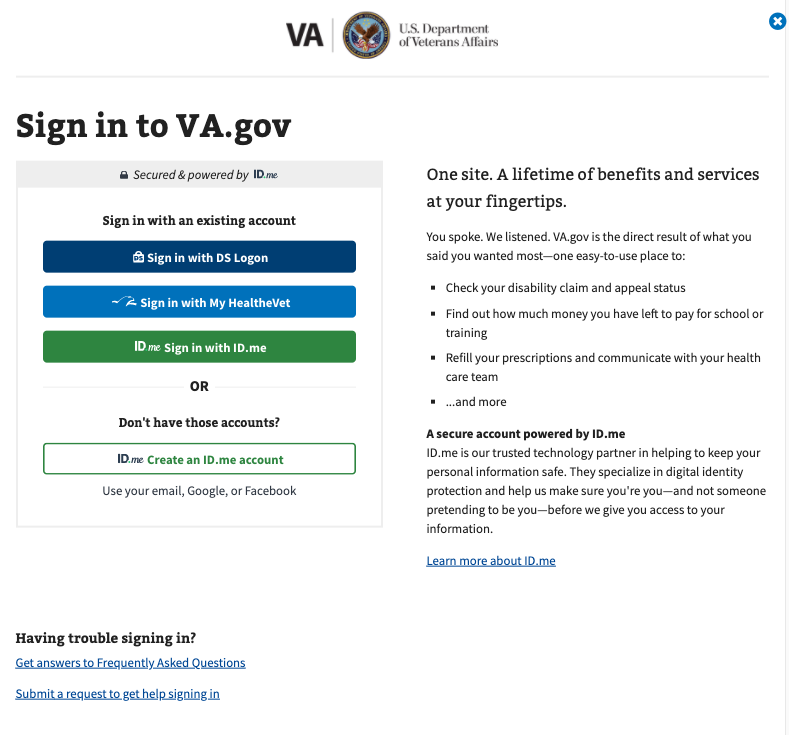 VA
U.S. Department
of Veterans Affairs
Sign in to VA.gov
Secured & powered by ID.me
Sign in with an existing account
Sign in with DS Logon
Sign in with My HealtheVet
ID.me Sign in with ID.me
OR
Don't have those accounts?
ID.me Create an ID.me account
Use your email, Google, or Facebook
One site. A lifetime of benefits and services
at your fingertips.
You spoke. We listened. VA.gov is the direct result of what you
said you wanted most—one easy-to-use place to:
Check your disability claim and appeal status
Find out how much money you have left to pay for school or
training
Refill your prescriptions and communicate with your health
care team
...and more
A secure account powered by ID.me
ID.me is our trusted technology partner in helping to keep your
personal information safe. They specialize in digital identity
protection and help us make sure you're you—and not someone
pretending to be you—before we give you access to your
information.
Learn more about ID.me
Having trouble signing in?
Get answers to Frequently Asked Questions
Submit a request to get help signing in